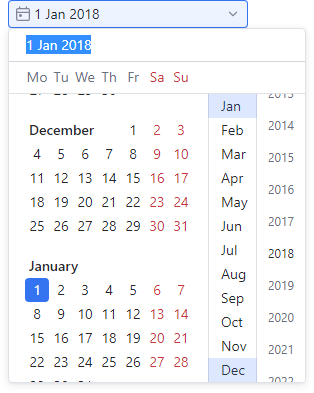 1 Jan 2018
1 Jan 2018
Mo Tu We Th Fr Sa Su
December 1 2 3
4 5 6 7 8 9 10
11 12 13 14 15 16 17
18 19 20 21 22 23 24
25 26 27 28 29 30 31
January
1 2 3 4 5 6 7
8 9 10 11 12 13 14
15 16 17 18 19 20 21
22 23 24 25 26 27 28
Jan
Feb
Mar
Apr
May
Jun
Jul
Aug
Sep
Oct
Nov
Dec
2013
2014
2015
2016
2017
2018
2019
2020
2021
2022